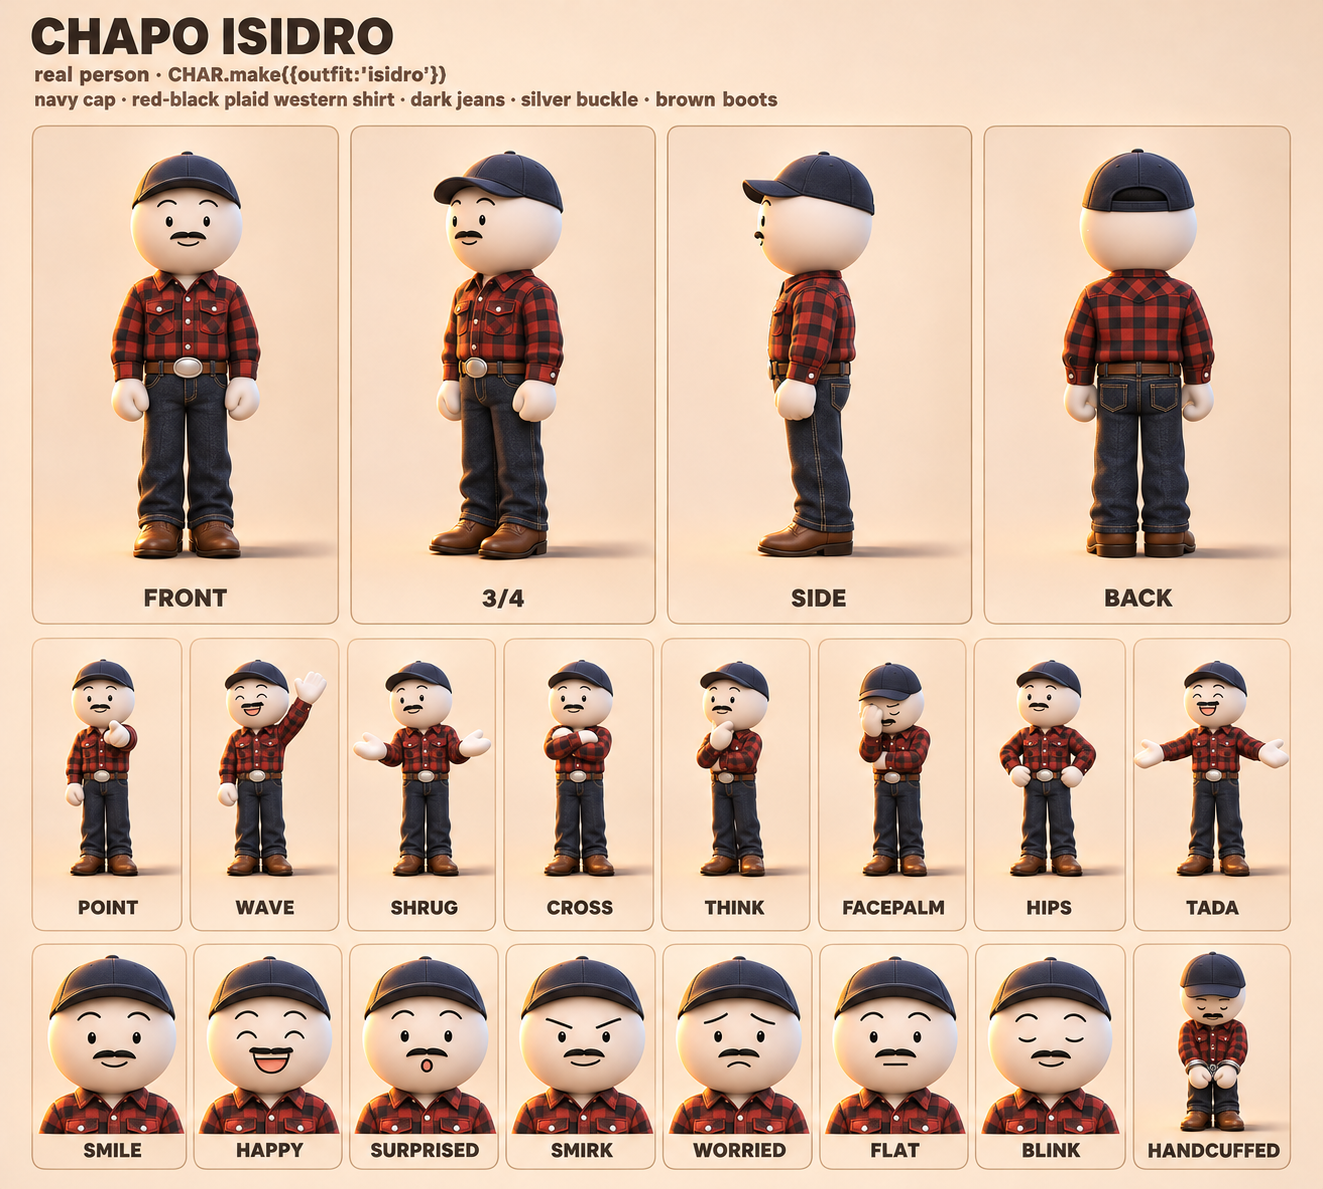 CHAPO ISIDRO
real person · CHAR.make({outfit:'isidro'})
navy cap · red-black plaid western shirt · dark jeans · silver buckle · brown boots
FRONT
3/4
SIDE
BACK
POINT
WAVE
SHRUG
CROSS
THINK
FACEPALM
HIPS
TADA
SMILE
HAPPY
SURPRISED
SMIRK
WORRIED
FLAT
BLINK
HANDCUFFED